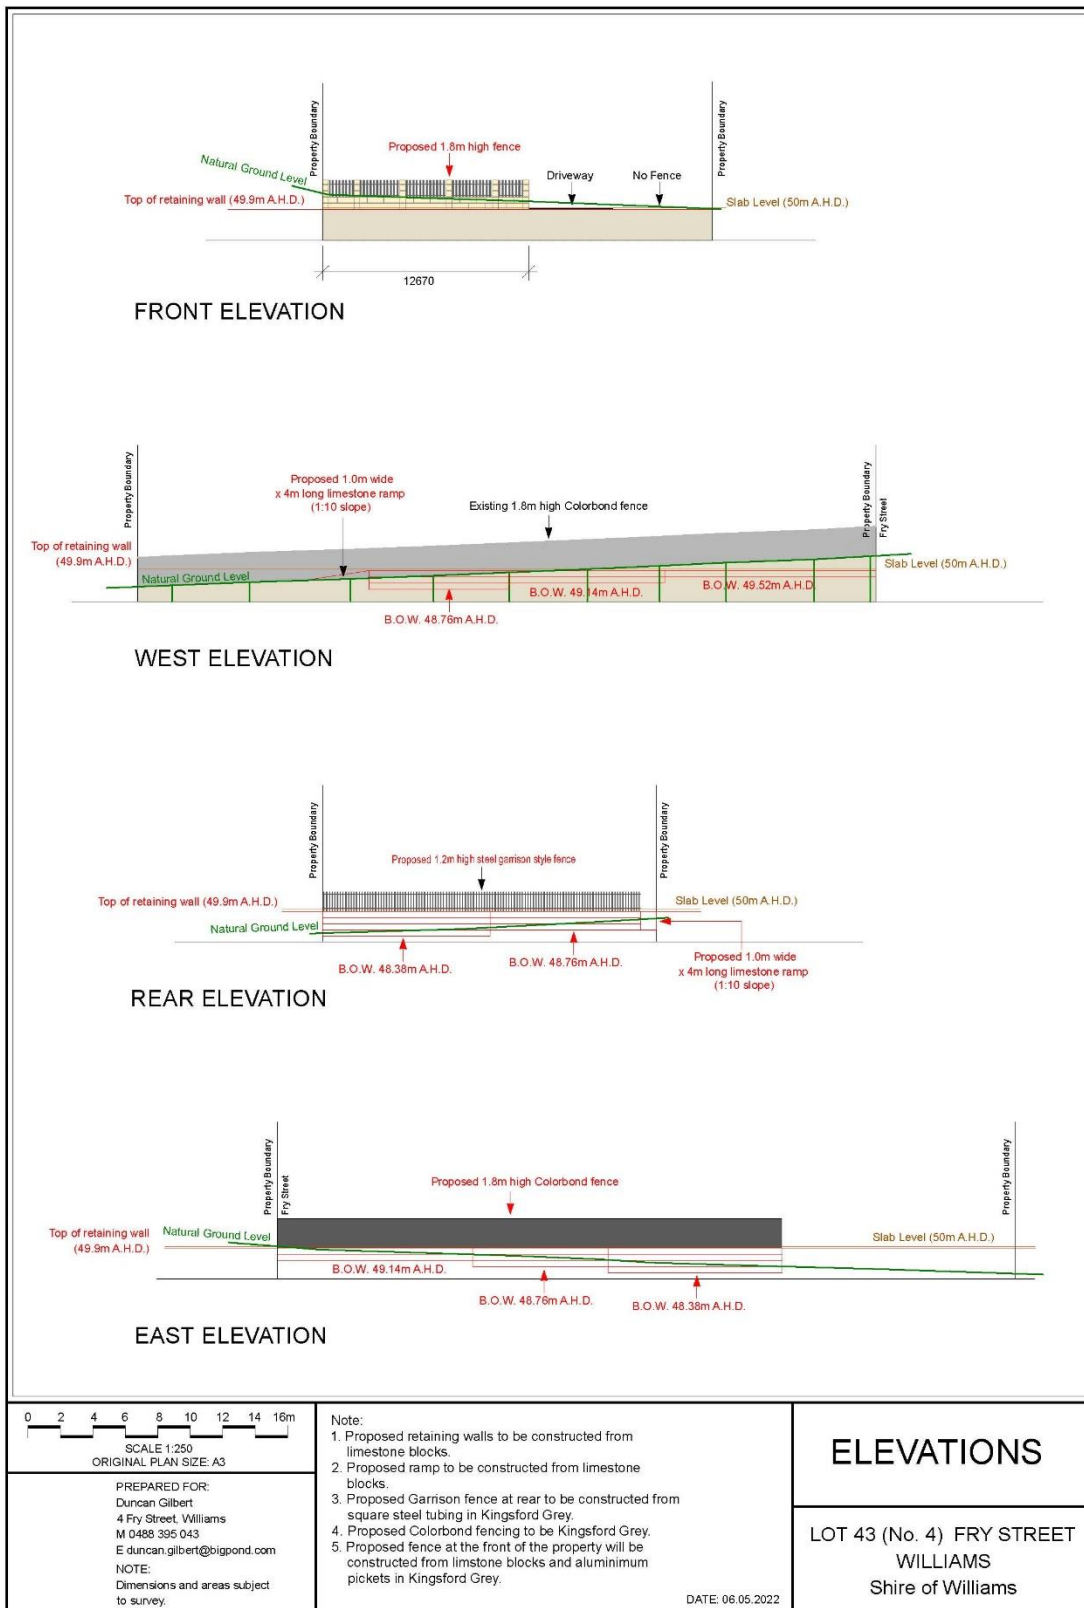 Property Boundary
Property Boundary
Proposed 1.8m high fence
Natural Ground Level
Driveway
No Fence
Top of retaining wall (49.9m A.H.D.)
Slab Level (50m A.H.D.)
12670
FRONT ELEVATION
Property Boundary
Property Boundary
Fry Street
Proposed 1.0m wide
x 4m long limestone ramp
(1:10 slope)
Existing 1.8m high Colorbond fence
Top of retaining wall
(49.9m A.H.D.)
Slab Level (50m A.H.D.)
Natural Ground Level
B.O.W. 49.14m A.H.D.
B.O.W. 49.52m A.H.D.
B.O.W. 48.76m A.H.D.
WEST ELEVATION
Property Boundary
Property Boundary
Proposed 1.2m high steel garrison style fence
Top of retaining wall (49.9m A.H.D.)
Slab Level (50m A.H.D.)
Natural Ground Level
B.O.W. 48.38m A.H.D.
B.O.W. 48.76m A.H.D.
Proposed 1.0m wide
x 4m long limestone ramp
(1:10 slope)
REAR ELEVATION
Property Boundary
Fry Street
Property Boundary
Proposed 1.8m high Colorbond fence
Top of retaining wall
(49.9m A.H.D.)
Natural Ground Level
Slab Level (50m A.H.D.)
B.O.W. 49.14m A.H.D.
B.O.W. 48.76m A.H.D.
B.O.W. 48.38m A.H.D.
EAST ELEVATION
0 2 4 6 8 10 12 14 16m
SCALE 1:250
ORIGINAL PLAN SIZE: A3
PREPARED FOR:
Duncan Gilbert
4 Fry Street, Williams
M 0488 395 043
E duncan.gilbert@bigpond.com
NOTE:
Dimensions and areas subject
to survey.
Note:
1. Proposed retaining walls to be constructed from
limestone blocks.
2. Proposed ramp to be constructed from limestone
blocks.
3. Proposed Garrison fence at rear to be constructed from
square steel tubing in Kingsford Grey.
4. Proposed Colorbond fencing to be Kingsford Grey.
5. Proposed fence at the front of the property will be
constructed from limstone blocks and aluminimum
pickets in Kingsford Grey.
DATE: 06.05.2022
ELEVATIONS
LOT 43 (No. 4) FRY STREET
WILLIAMS
Shire of Williams